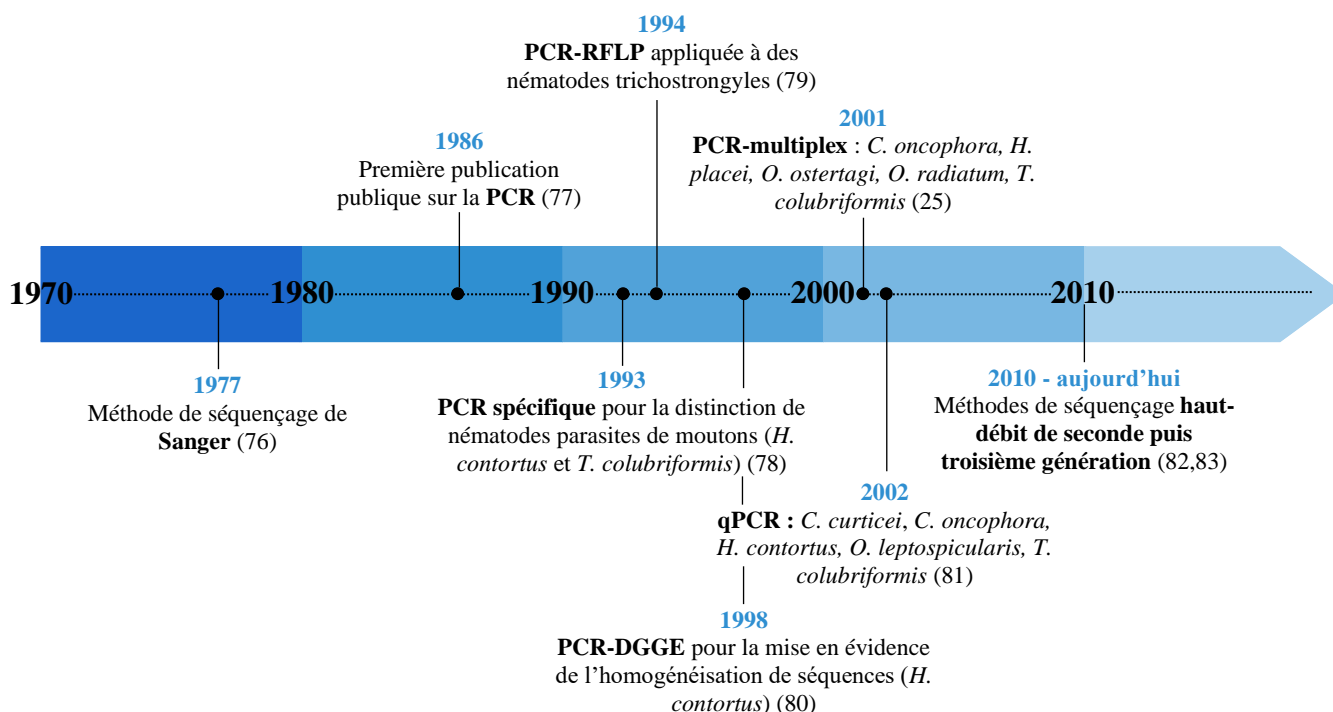 1994
PCR-RFLP appliquée à des
nématodes trichostrongyles (79)
1986
Première publication
publique sur la PCR (77)
2001
PCR-multiplex : C. oncophora, H.
placei, O. ostertagi, O. radiatum, T.
colubriformis (25)
1970
1980
1990
2000
2010
1977
Méthode de séquençage de
Sanger (76)
1993
PCR spécifique pour la distinction de
nématodes parasites de moutons (H.
contortus et T. colubriformis) (78)
2010 - aujourd’hui
Méthodes de séquençage haut-
débit de seconde puis
troisième génération (82,83)
2002
qPCR : C. curticei, C. oncophora,
H. contortus, O. leptospicularis, T.
colubriformis (81)
1998
PCR-DGGE pour la mise en évidence
de l’homogénéisation de séquences (H.
contortus) (80)